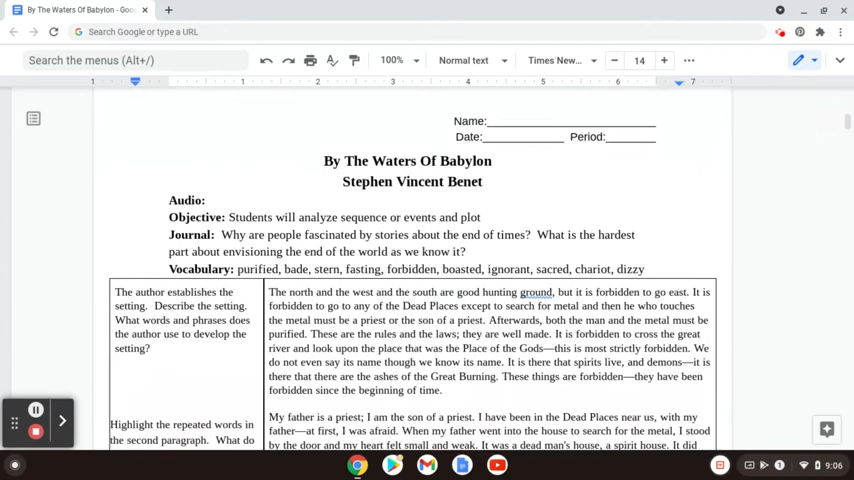 By The Waters Of Babylon - Goo
Search Google or type a URL
Search the menus (Alt+/)
100%
Normal text
Times New...
14
1 1 2 3 4 5 6 7
Name:
Date: Period:
By The Waters Of Babylon
Stephen Vincent Benet
Audio:
Objective: Students will analyze sequence or events and plot
Journal: Why are people fascinated by stories about the end of times? What is the hardest
part about envisioning the end of the world as we know it?
Vocabulary: purified, bade, stern, fasting, forbidden, boasted, ignorant, sacred, chariot, dizzy
The author establishes the
setting. Describe the setting.
What words and phrases does
the author use to develop the
setting?
Highlight the repeated words in
the second paragraph. What do
The north and the west and the south are good hunting ground, but it is forbidden to go east. It is
forbidden to go to any of the Dead Places except to search for metal and then he who touches
the metal must be a priest or the son of a priest. Afterwards, both the man and the metal must be
purified. These are the rules and the laws; they are well made. It is forbidden to cross the great
river and look upon the place that was the Place of the Gods—this is most strictly forbidden. We
do not even say its name though we know its name. It is there that spirits live, and demons—it is
there that there are the ashes of the Great Burning. These things are forbidden—they have been
forbidden since the beginning of time.
My father is a priest; I am the son of a priest. I have been in the Dead Places near us, with my
father—at first, I was afraid. When my father went into the house to search for the metal, I stood
by the door and my heart felt small and weak. It was a dead man's house, a spirit house. It did
1
9:06